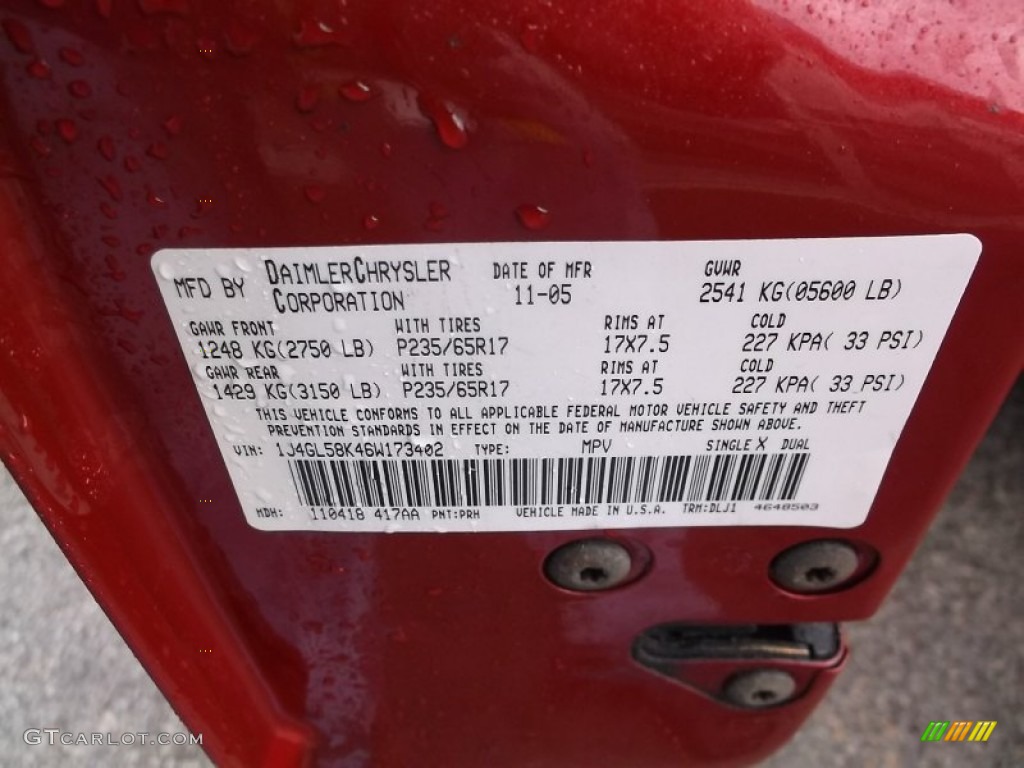 MFD BY DAIMLERCHRYSLER CORPORATION DATE OF MFR 11-05 GVWR 2541 KG(05600 LB)
GAWR FRONT WITH TIRES RIMS AT COLD
1248 KG(2750 LB) P235/65R17 17X7.5 227 KPA( 33 PSI)
GAWR REAR WITH TIRES RIMS AT COLD
1429 KG(3150 LB) P235/65R17 17X7.5 227 KPA( 33 PSI)
THIS VEHICLE CONFORMS TO ALL APPLICABLE FEDERAL MOTOR VEHICLE SAFETY AND THEFT
PREVENTION STANDARDS IN EFFECT ON THE DATE OF MANUFACTURE SHOWN ABOVE.
VIN: 1J4GL58K46W173402 TYPE: MPV SINGLE X DUAL
MDH: 110418 417AA PNT:PRH VEHICLE MADE IN U.S.A. TRM:DLJ1 4648503
GTCARLOT.COM